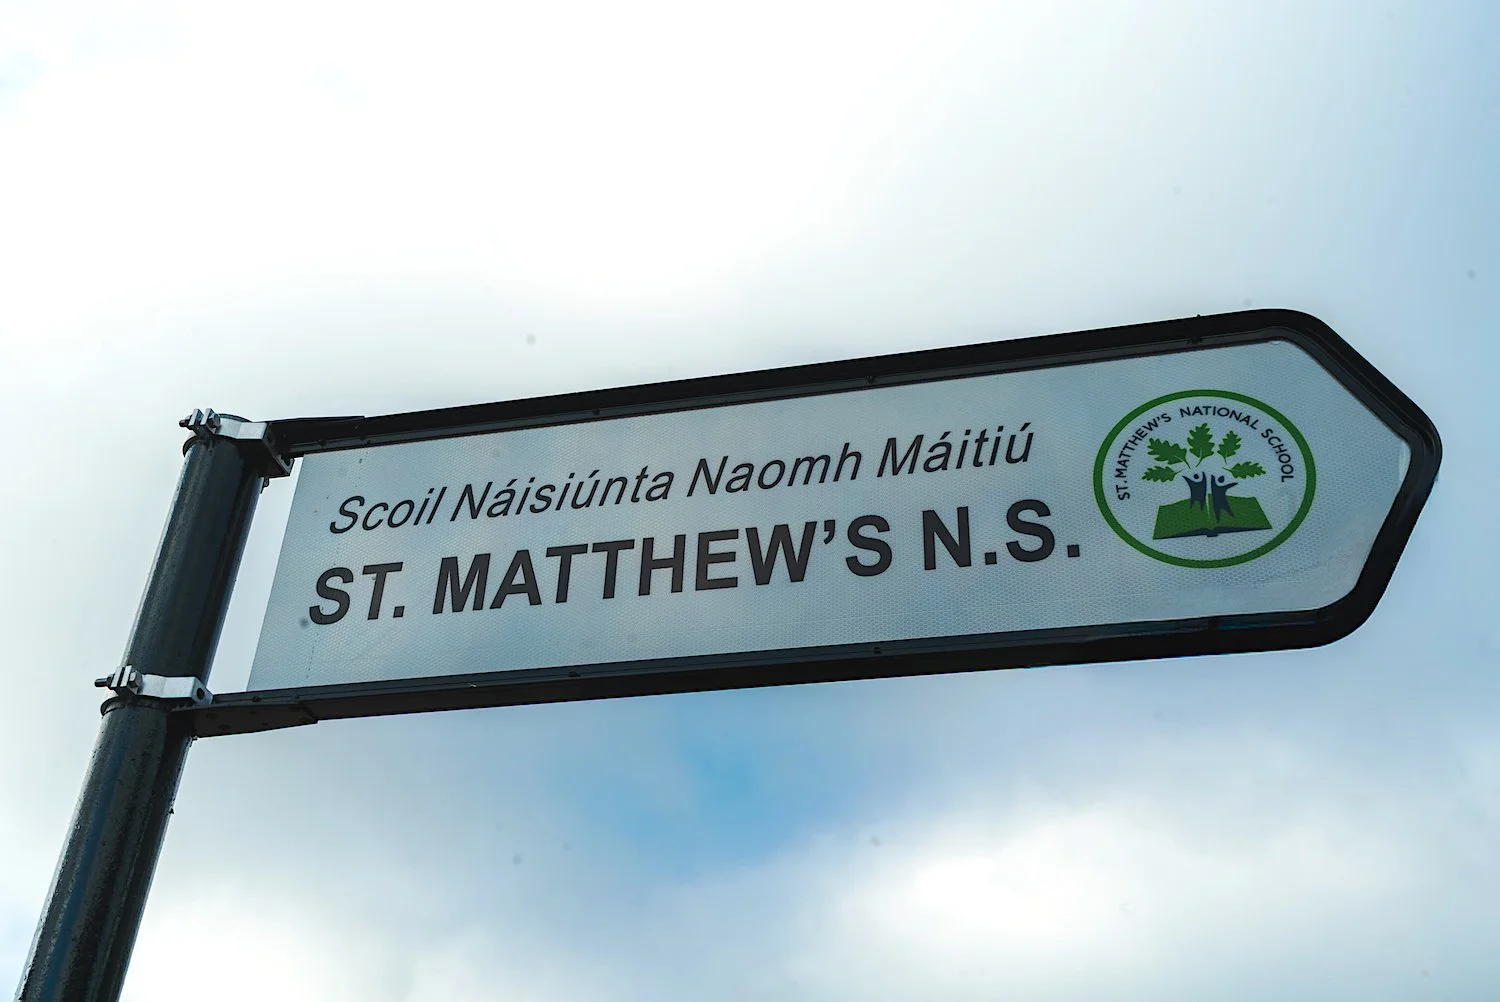 Scoil Náisiúnta Naomh Máitiú
ST. MATTHEW’S N.S.
ST. MATTHEW'S NATIONAL SCHOOL